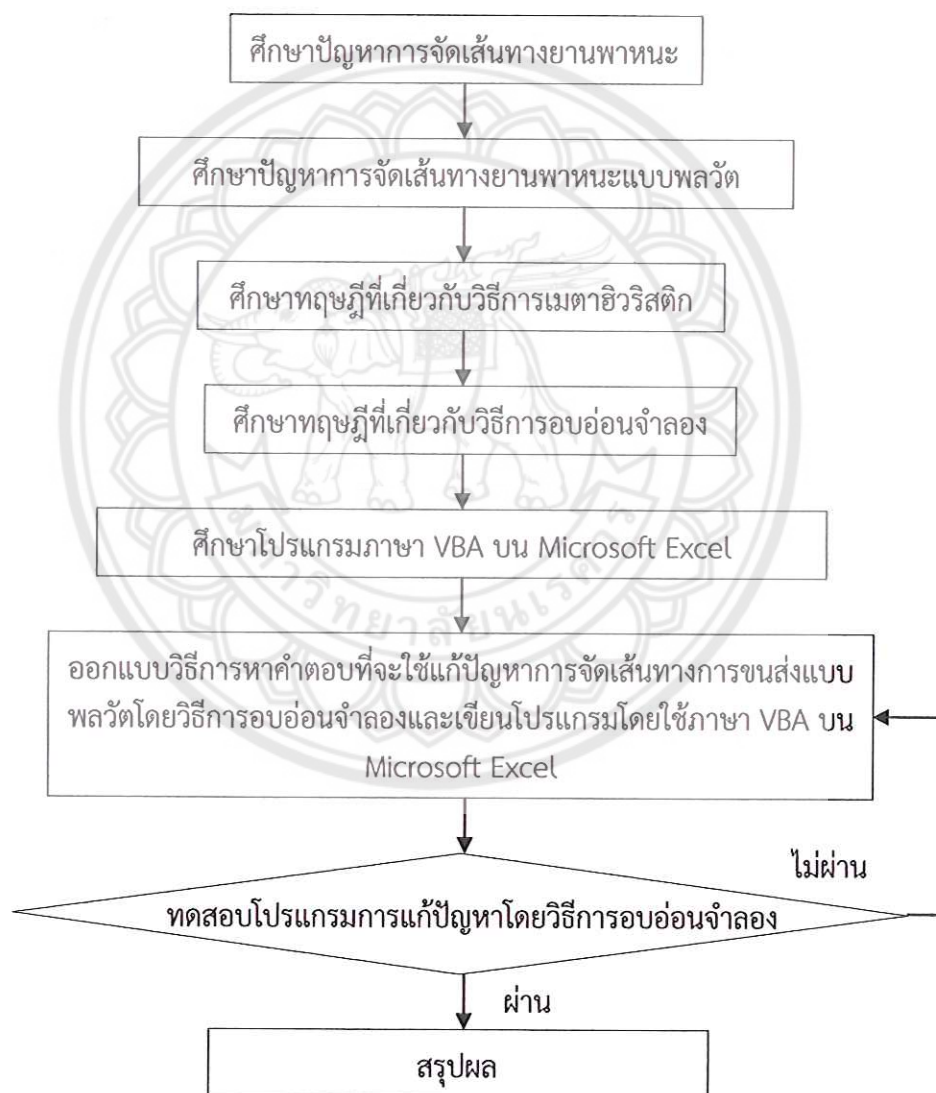 ศึกษาปัญหาการจัดเส้นทางยานพาหนะ
ศึกษาปัญหาการจัดเส้นทางยานพาหนะแบบพลวัต
ศึกษาทฤษฎีที่เกี่ยวกับวิธีการเมตาฮิวริสติก
ศึกษาทฤษฎีที่เกี่ยวกับวิธีการอบอ่อนจำลอง
ศึกษาโปรแกรมภาษา VBA บน Microsoft Excel
มหาวิทยาลัยนเรศวร
ออกแบบวิธีการหาคำตอบที่จะใช้แก้ปัญหาการจัดเส้นทางการขนส่งแบบ
พลวัตโดยวิธีการอบอ่อนจำลองและเขียนโปรแกรมโดยใช้ภาษา VBA บน
Microsoft Excel
ไม่ผ่าน
ทดสอบโปรแกรมการแก้ปัญหาโดยวิธีการอบอ่อนจำลอง
ผ่าน
สรุปผล